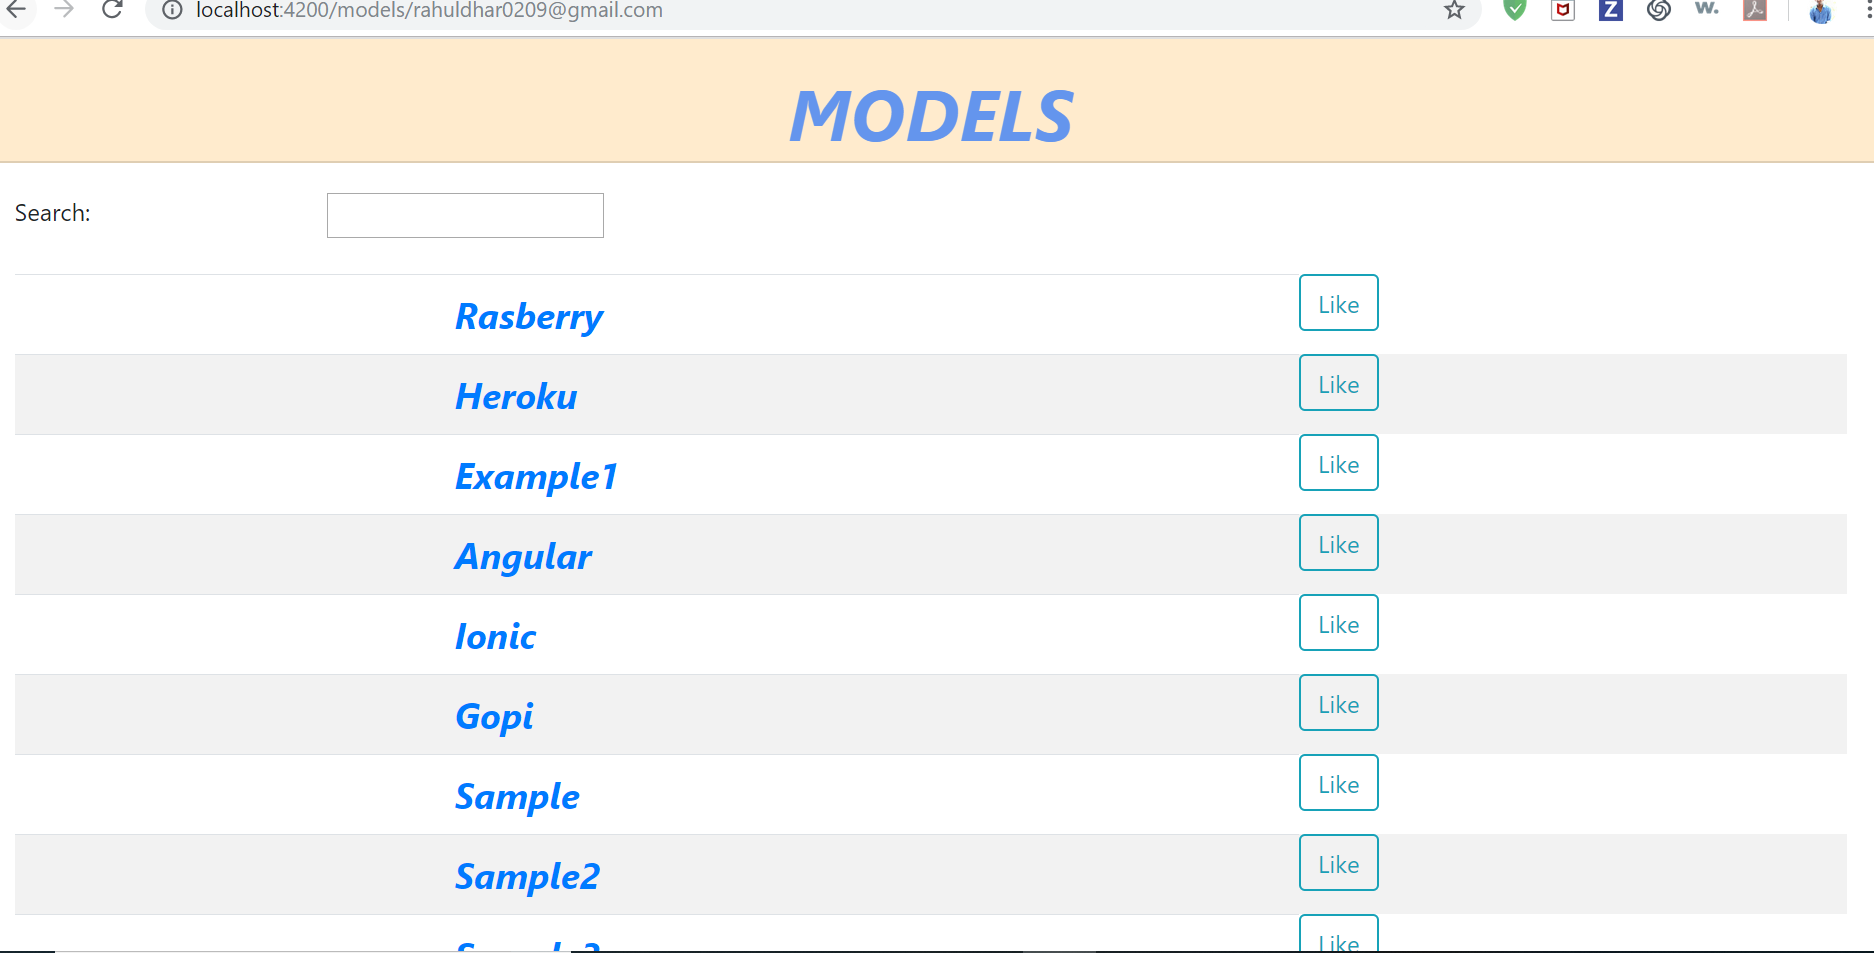 localhost:4200/models/rahuldhar0209@gmail.com
Z
w.
MODELS
Search:
Rasberry Like
Heroku Like
Example1 Like
Angular Like
Ionic Like
Gopi Like
Sample Like
Sample2 Like
Like